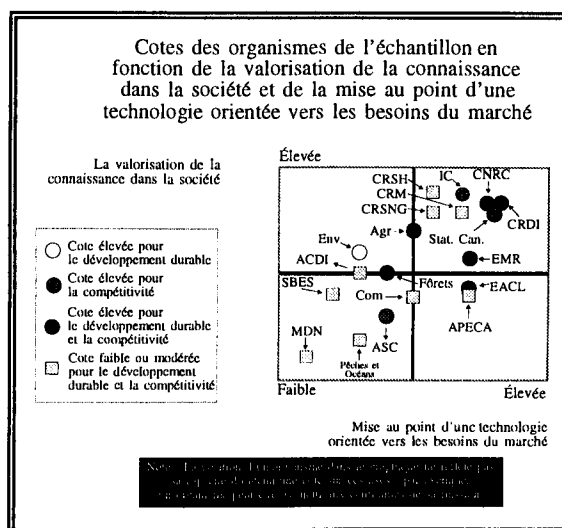 Cotes des organismes de l'échantillon en
fonction de la valorisation de la connaissance
dans la société et de la mise au point d'une
technologie orientée vers les besoins du marché
La valorisation de la
connaissance dans la société
Élevée
Cote élevée pour
le développement durable
Cote élevée pour
la compétitivité
Cote élevée pour
le développement durable
et la compétitivité
Cote faible ou modérée
pour le développement
durable et la compétitivité
CRSH
IC
CNRC
CRM
CRSNG
CRDI
Agr
Stat. Can.
Env
EMR
ACDI
Fôrets
EACL
SBES
Com
APECA
MDN
ASC
Pêches et
Océans
Faible
Élevée
Mise au point d'une technologie
orientée vers les besoins du marché